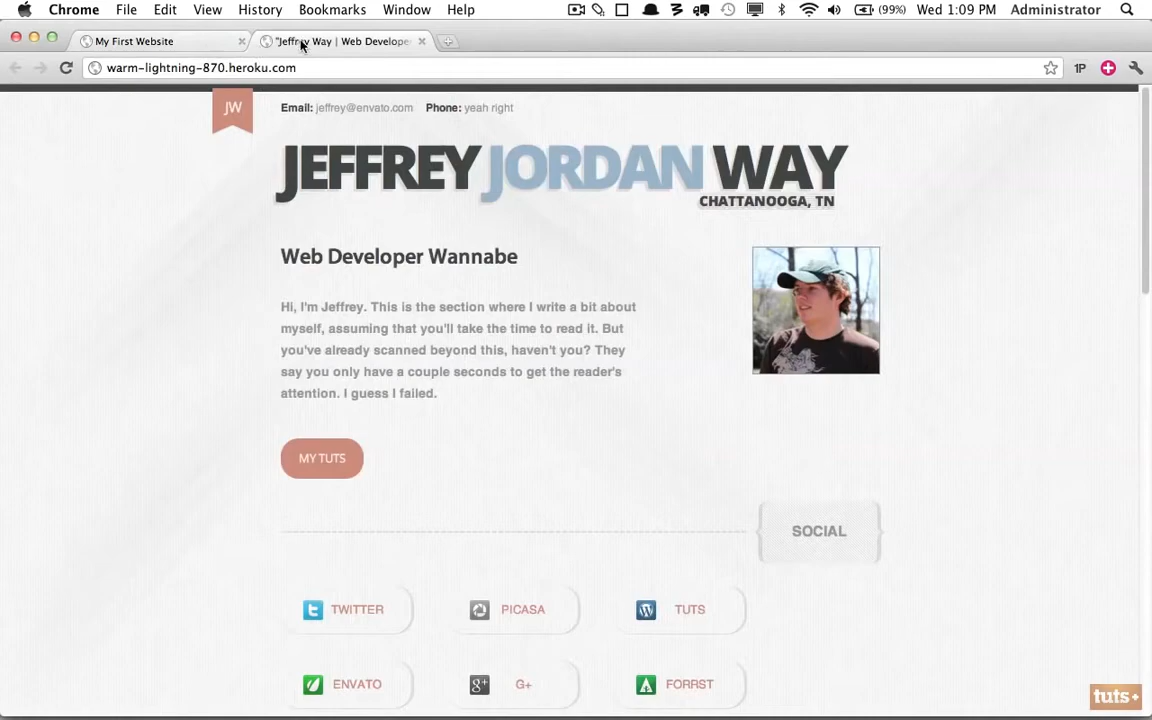 Chrome File Edit View History Bookmarks Window Help (99%) Wed 1:09 PM Administrator
My First Website "Jeffrey Way | Web Develope
warm-lightning-870.heroku.com 1P
JW Email: jeffrey@envato.com Phone: yeah right
JEFFREY JORDAN WAY
CHATTANOOGA, TN
Web Developer Wannabe
Hi, I'm Jeffrey. This is the section where I write a bit about
myself, assuming that you'll take the time to read it. But
you've already scanned beyond this, haven't you? They
say you only have a couple seconds to get the reader's
attention. I guess I failed.
MY TUTS
SOCIAL
TWITTER PICASA TUTS
ENVATO G+ FORRST
tuts+